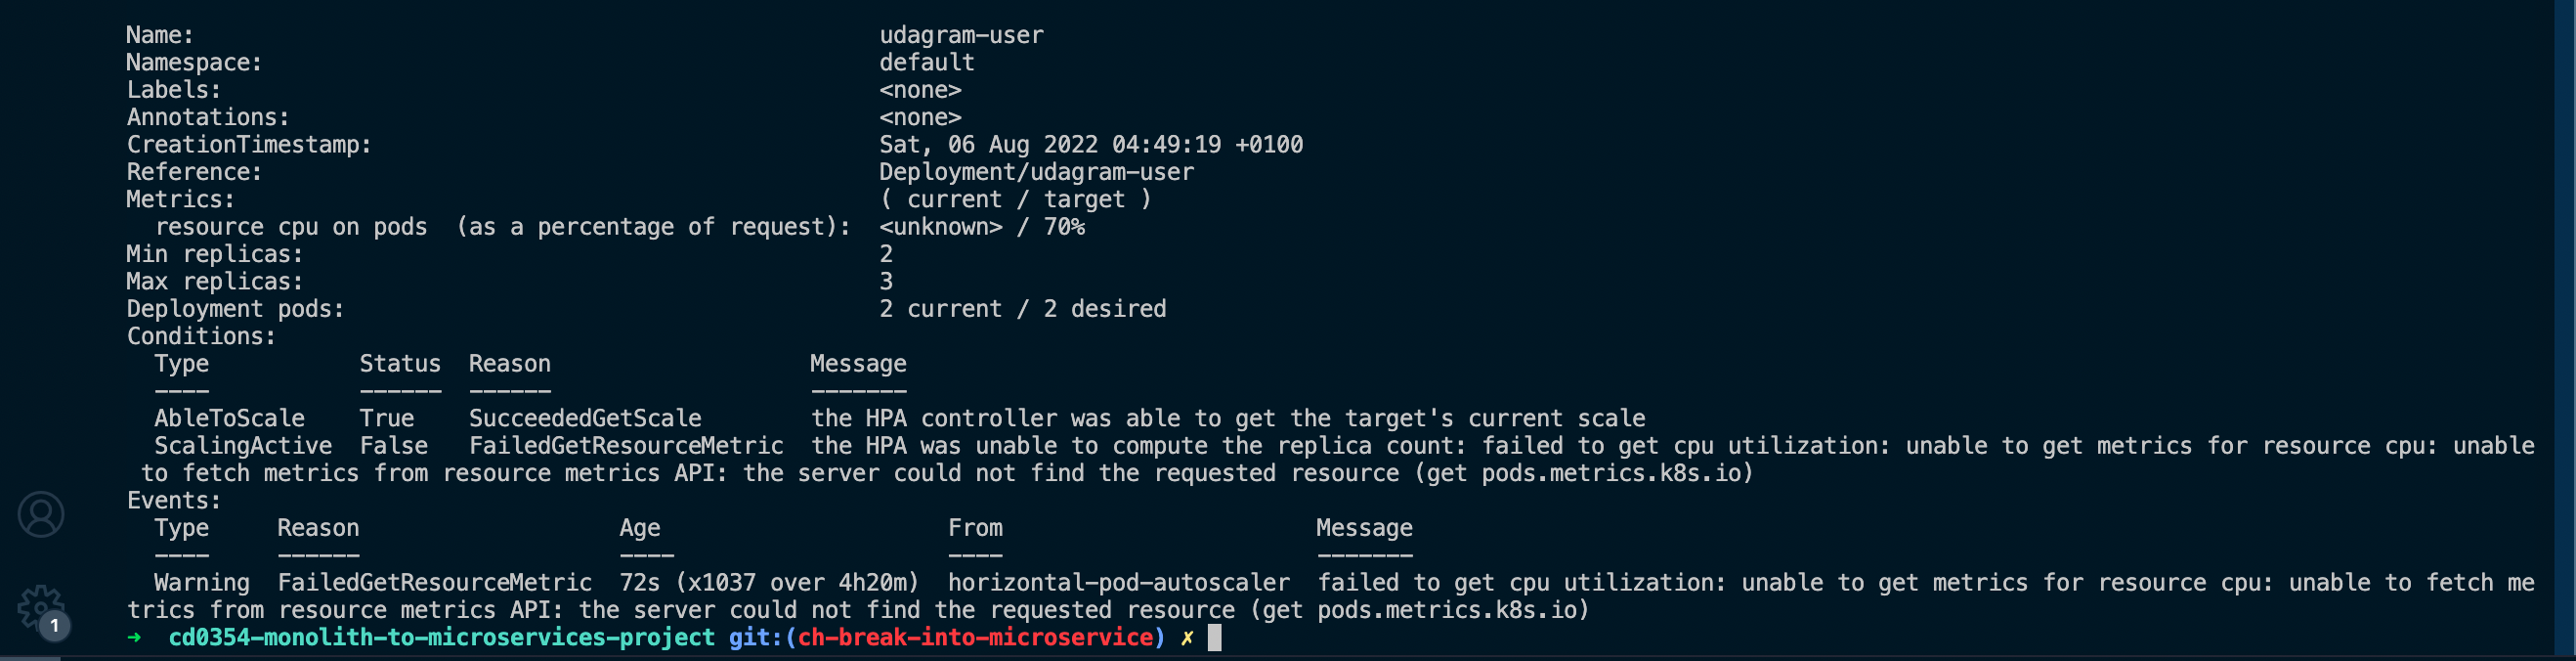 Name: udagram-user
Namespace: default
Labels: <none>
Annotations: <none>
CreationTimestamp: Sat, 06 Aug 2022 04:49:19 +0100
Reference: Deployment/udagram-user
Metrics: ( current / target )
resource cpu on pods (as a percentage of request): <unknown> / 70%
Min replicas: 2
Max replicas: 3
Deployment pods: 2 current / 2 desired
Conditions:
Type Status Reason Message
---- ------ ------ -------
AbleToScale True SucceededGetScale the HPA controller was able to get the target's current scale
ScalingActive False FailedGetResourceMetric the HPA was unable to compute the replica count: failed to get cpu utilization: unable to get metrics for resource cpu: unable
to fetch metrics from resource metrics API: the server could not find the requested resource (get pods.metrics.k8s.io)
Events:
Type Reason Age From Message
---- ------ ---- ---- -------
Warning FailedGetResourceMetric 72s (x1037 over 4h20m) horizontal-pod-autoscaler failed to get cpu utilization: unable to get metrics for resource cpu: unable to fetch me
trics from resource metrics API: the server could not find the requested resource (get pods.metrics.k8s.io)
→ cd0354-monolith-to-microservices-project git:(ch-break-into-microservice) ✗
1